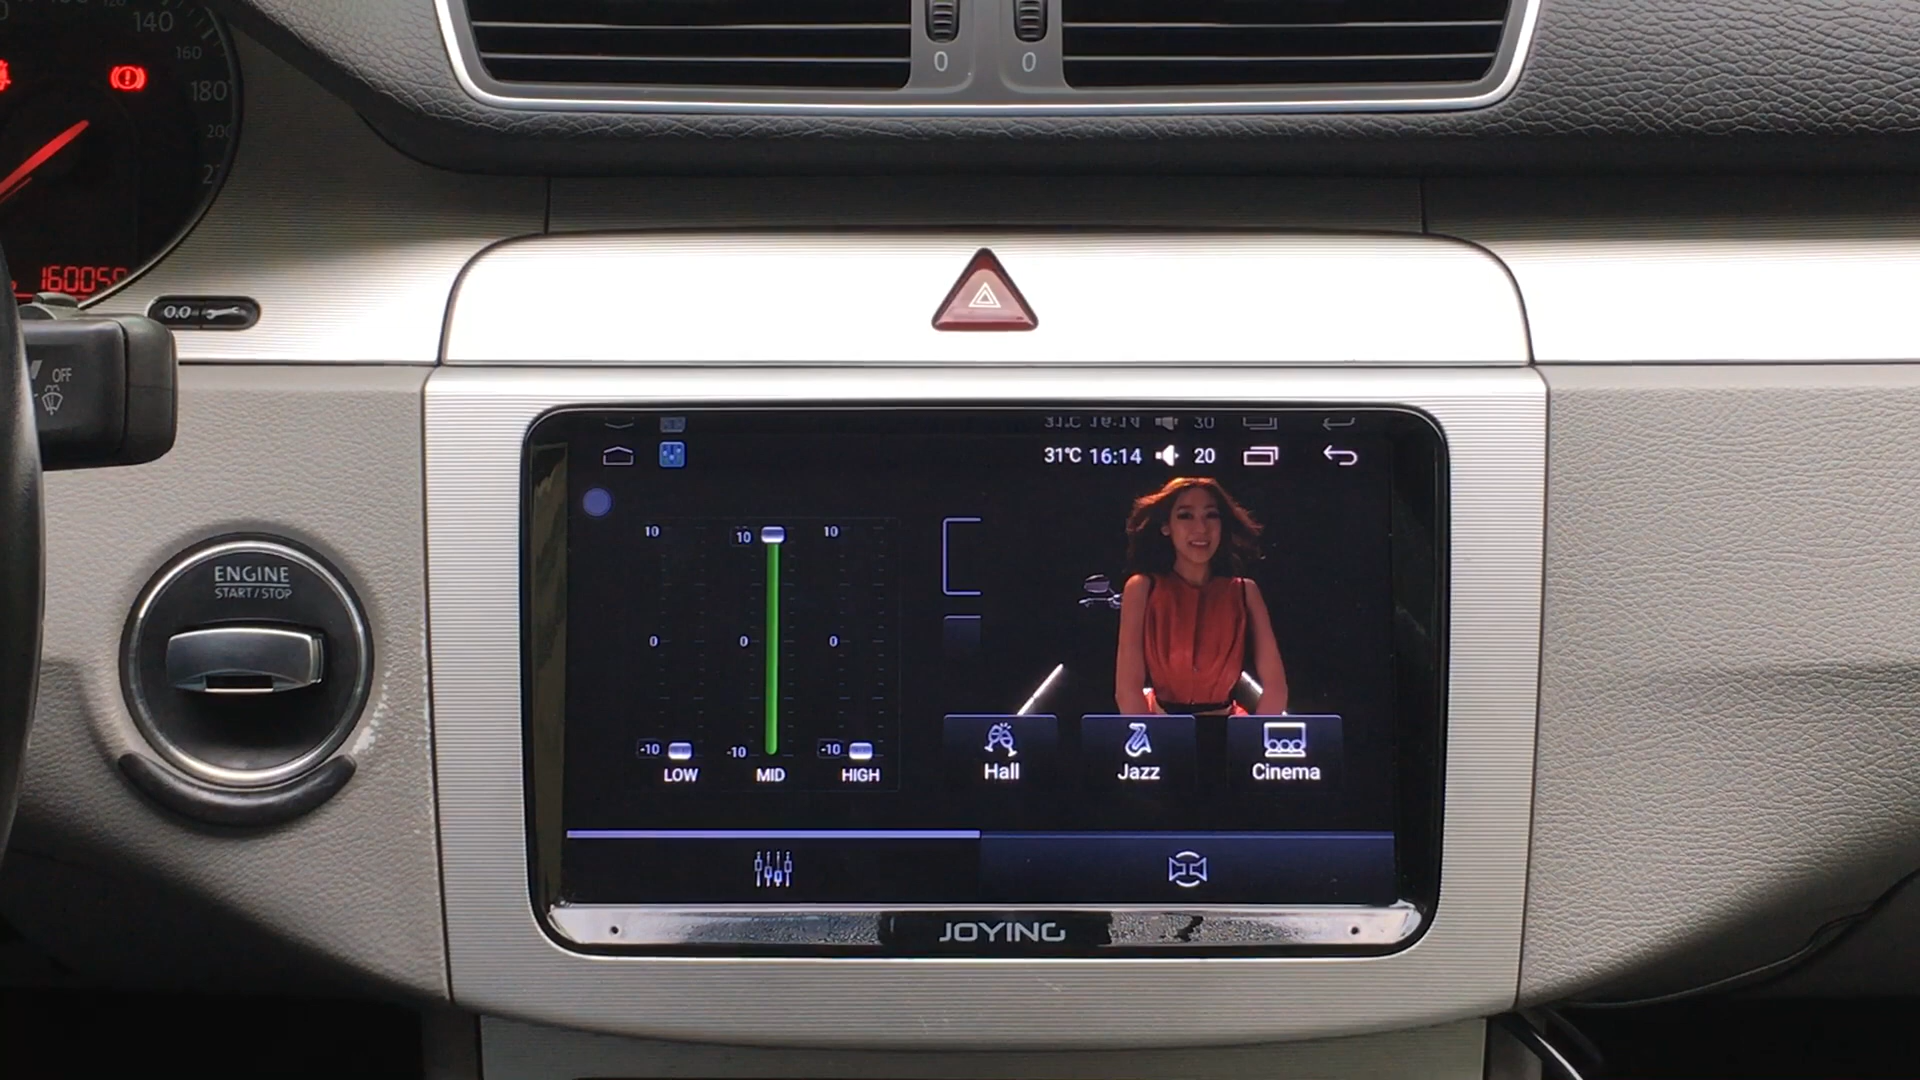 140
160
180
200
0 0
160059
0.0
OFF
ENGINE
START/STOP
31℃ 16:14 20
10 10 10
0 0 0
-10 -10 -10
LOW MID HIGH
Hall Jazz Cinema
JOYING